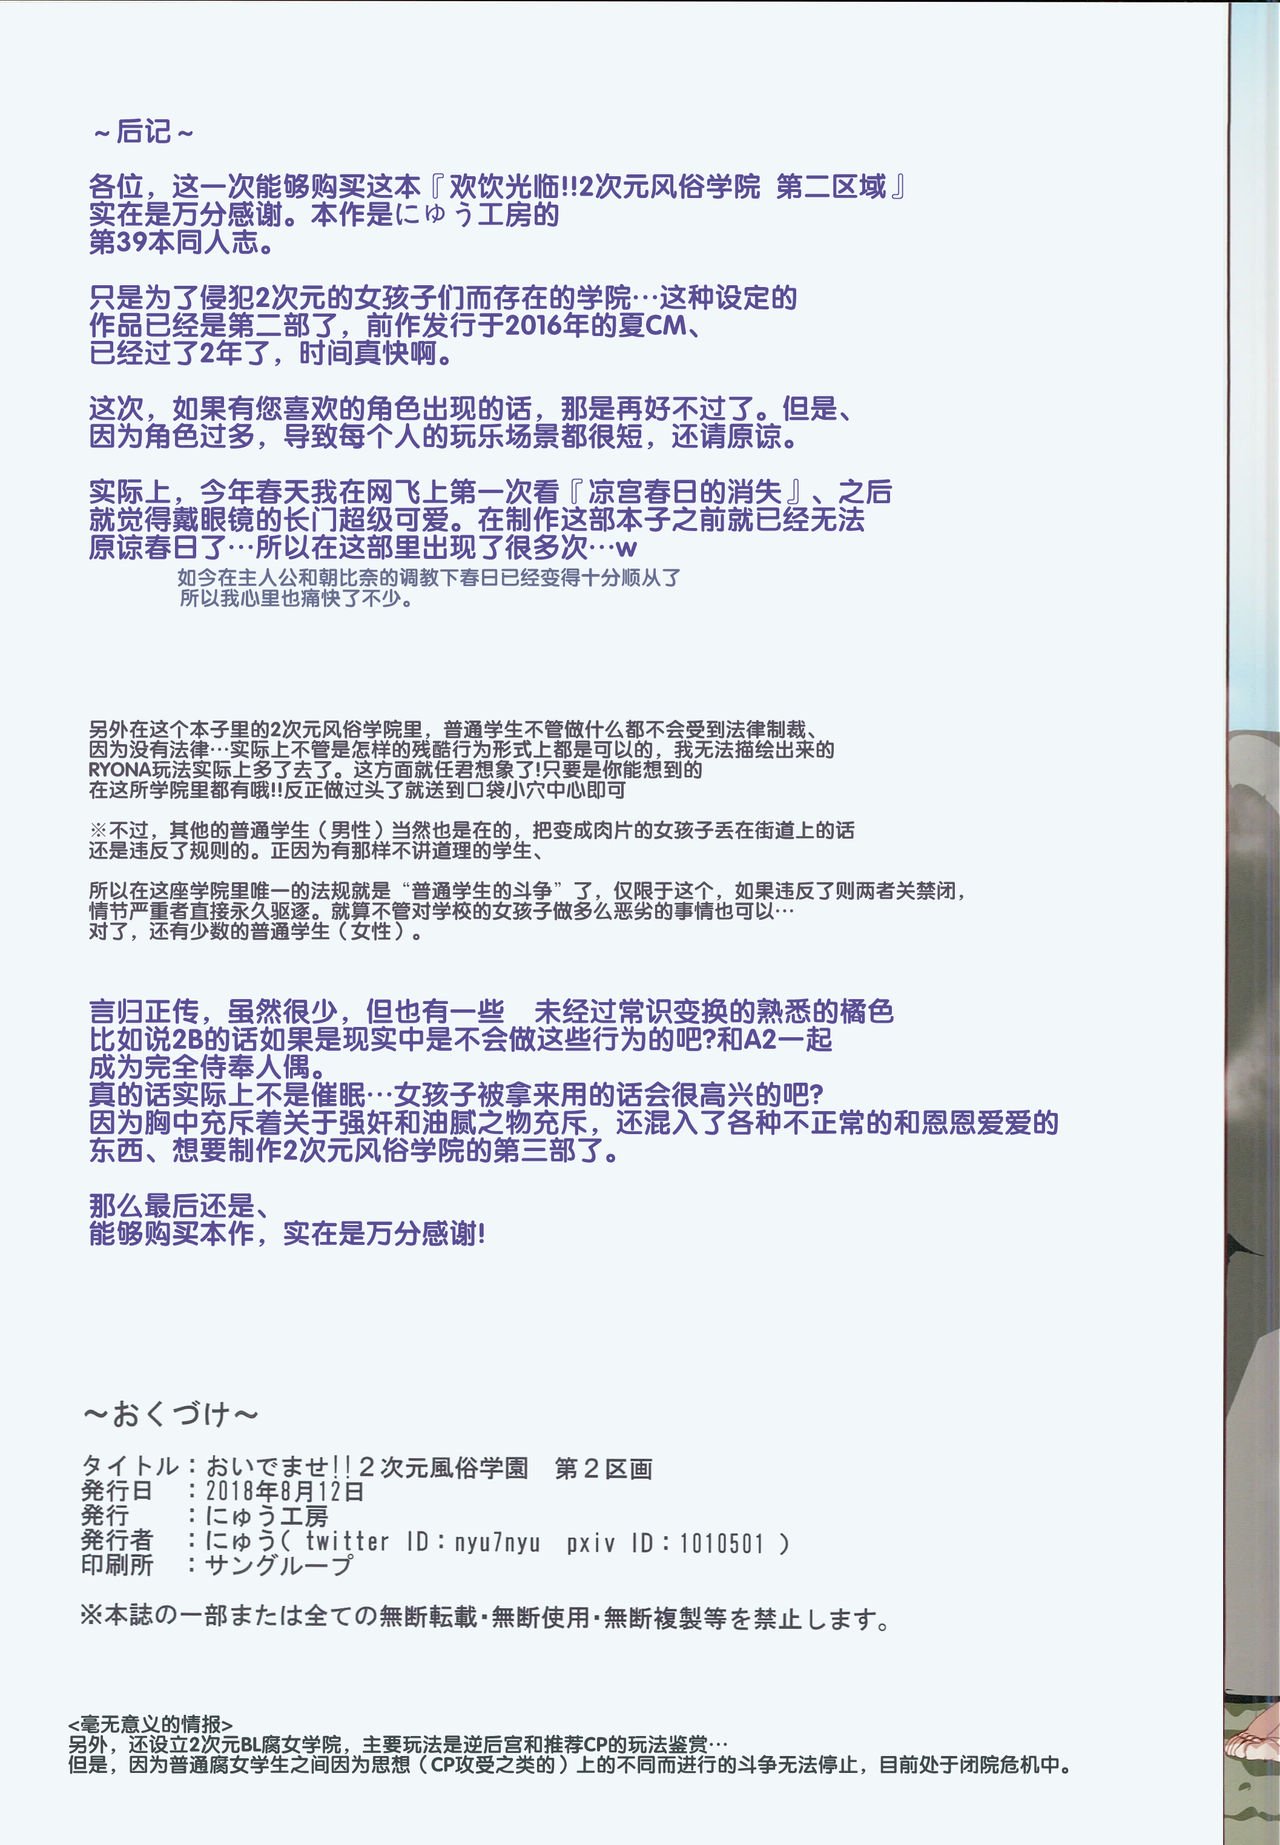 ～后记～
各位，这一次能够购买这本『欢饮光临!!2次元风俗学院 第二区域』
实在是万分感谢。本作是にゅう工房的
第39本同人志。
只是为了侵犯2次元的女孩子们而存在的学院…这种设定的
作品已经是第二部了，前作发行于2016年的夏CM、
已经过了2年了，时间真快啊。
这次，如果有您喜欢的角色出现的话，那是再好不过了。但是、
因为角色过多，导致每个人的玩乐场景都很短，还请原谅。
实际上，今年春天我在网飞上第一次看『凉宫春日的消失』、之后
就觉得戴眼镜的长门超级可爱。在制作这部本子之前就已经无法
原谅春日了…所以在这部里出现了很多次…w
如今在主人公和朝比奈的调教下春日已经变得十分顺从了
所以我心里也痛快了不少。
另外在这个本子里的2次元风俗学院里，普通学生不管做什么都不会受到法律制裁、
因为没有法律…实际上不管是怎样的残酷行为形式上都是可以的，我无法描绘出来的
RYONA玩法实际上多了去了。这方面就任君想象了!只要是你能想到的
在这所学院里都有哦!!反正做过头了就送到口袋小穴中心即可
※不过，其他的普通学生（男性）当然也是在的，把变成肉片的女孩子丢在街道上的话
还是违反了规则的。正因为有那样不讲道理的学生、
所以在这座学院里唯一的法规就是“普通学生的斗争”了，仅限于这个，如果违反了则两者关禁闭，
情节严重者直接永久驱逐。就算不管对学校的女孩子做多么恶劣的事情也可以…
对了，还有少数的普通学生（女性）。
言归正传，虽然很少，但也有一些　未经过常识变换的熟悉的橘色
比如说2B的话如果是现实中是不会做这些行为的吧?和A2一起
成为完全侍奉人偶。
真的话实际上不是催眠…女孩子被拿来用的话会很高兴的吧?
因为胸中充斥着关于强奸和油腻之物充斥，还混入了各种不正常的和恩恩爱爱的
东西、想要制作2次元风俗学院的第三部了。
那么最后还是、
能够购买本作，实在是万分感谢!
～おくづけ～
タイトル：おいでませ!!２次元風俗学園　第２区画
発行日　：2018年8月12日
発行　　：にゅう工房
発行者　：にゅう( twitter ID：nyu7nyu　pxiv ID：1010501 )
印刷所　：サングループ
※本誌の一部または全ての無断転載・無断使用・無断複製等を禁止します。
<毫无意义的情报>
另外，还设立2次元BL腐女学院，主要玩法是逆后宫和推荐CP的玩法鉴赏…
但是，因为普通腐女学生之间因为思想（CP攻受之类的）上的不同而进行的斗争无法停止，目前处于闭院危机中。